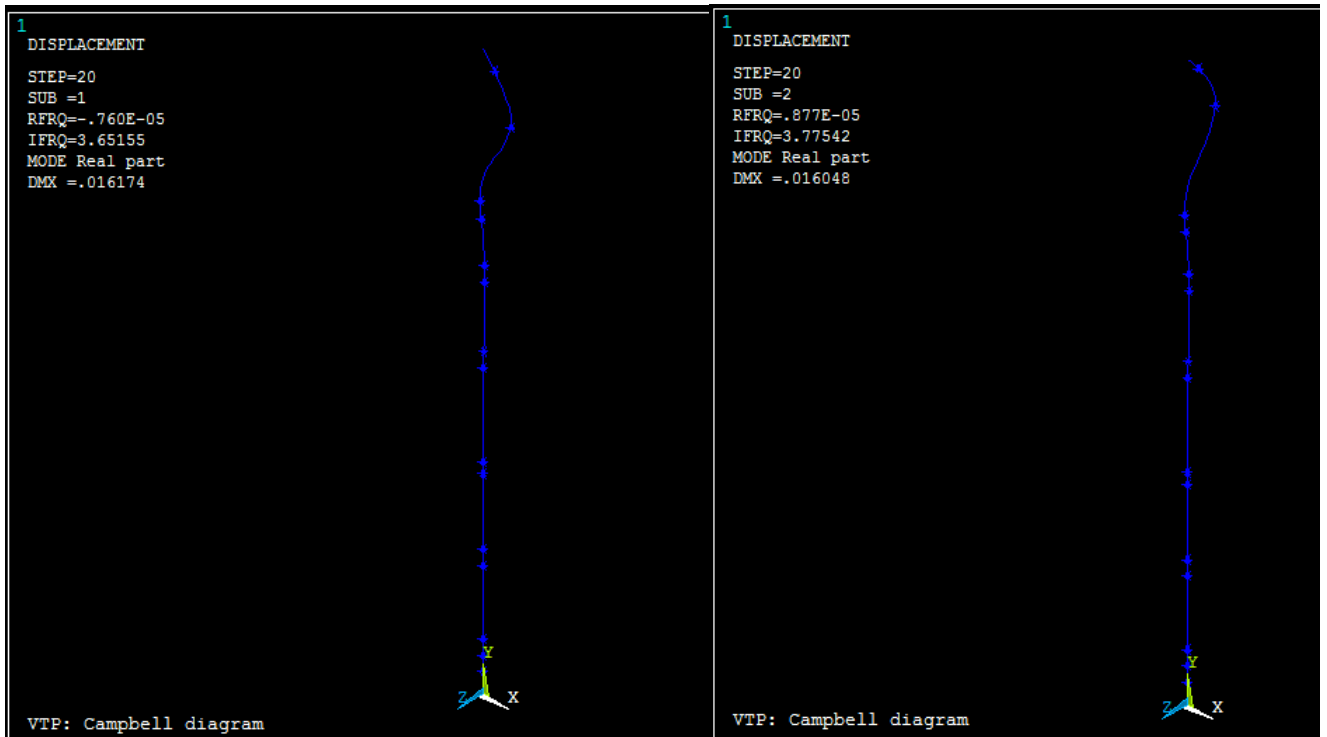 1
DISPLACEMENT
STEP=20
SUB =1
RFRQ=-.760E-05
IFRQ=3.65155
MODE Real part
DMX =.016174
Y
Z
X
VTP: Campbell diagram
1
DISPLACEMENT
STEP=20
SUB =2
RFRQ=.877E-05
IFRQ=3.77542
MODE Real part
DMX =.016048
Y
Z
X
VTP: Campbell diagram